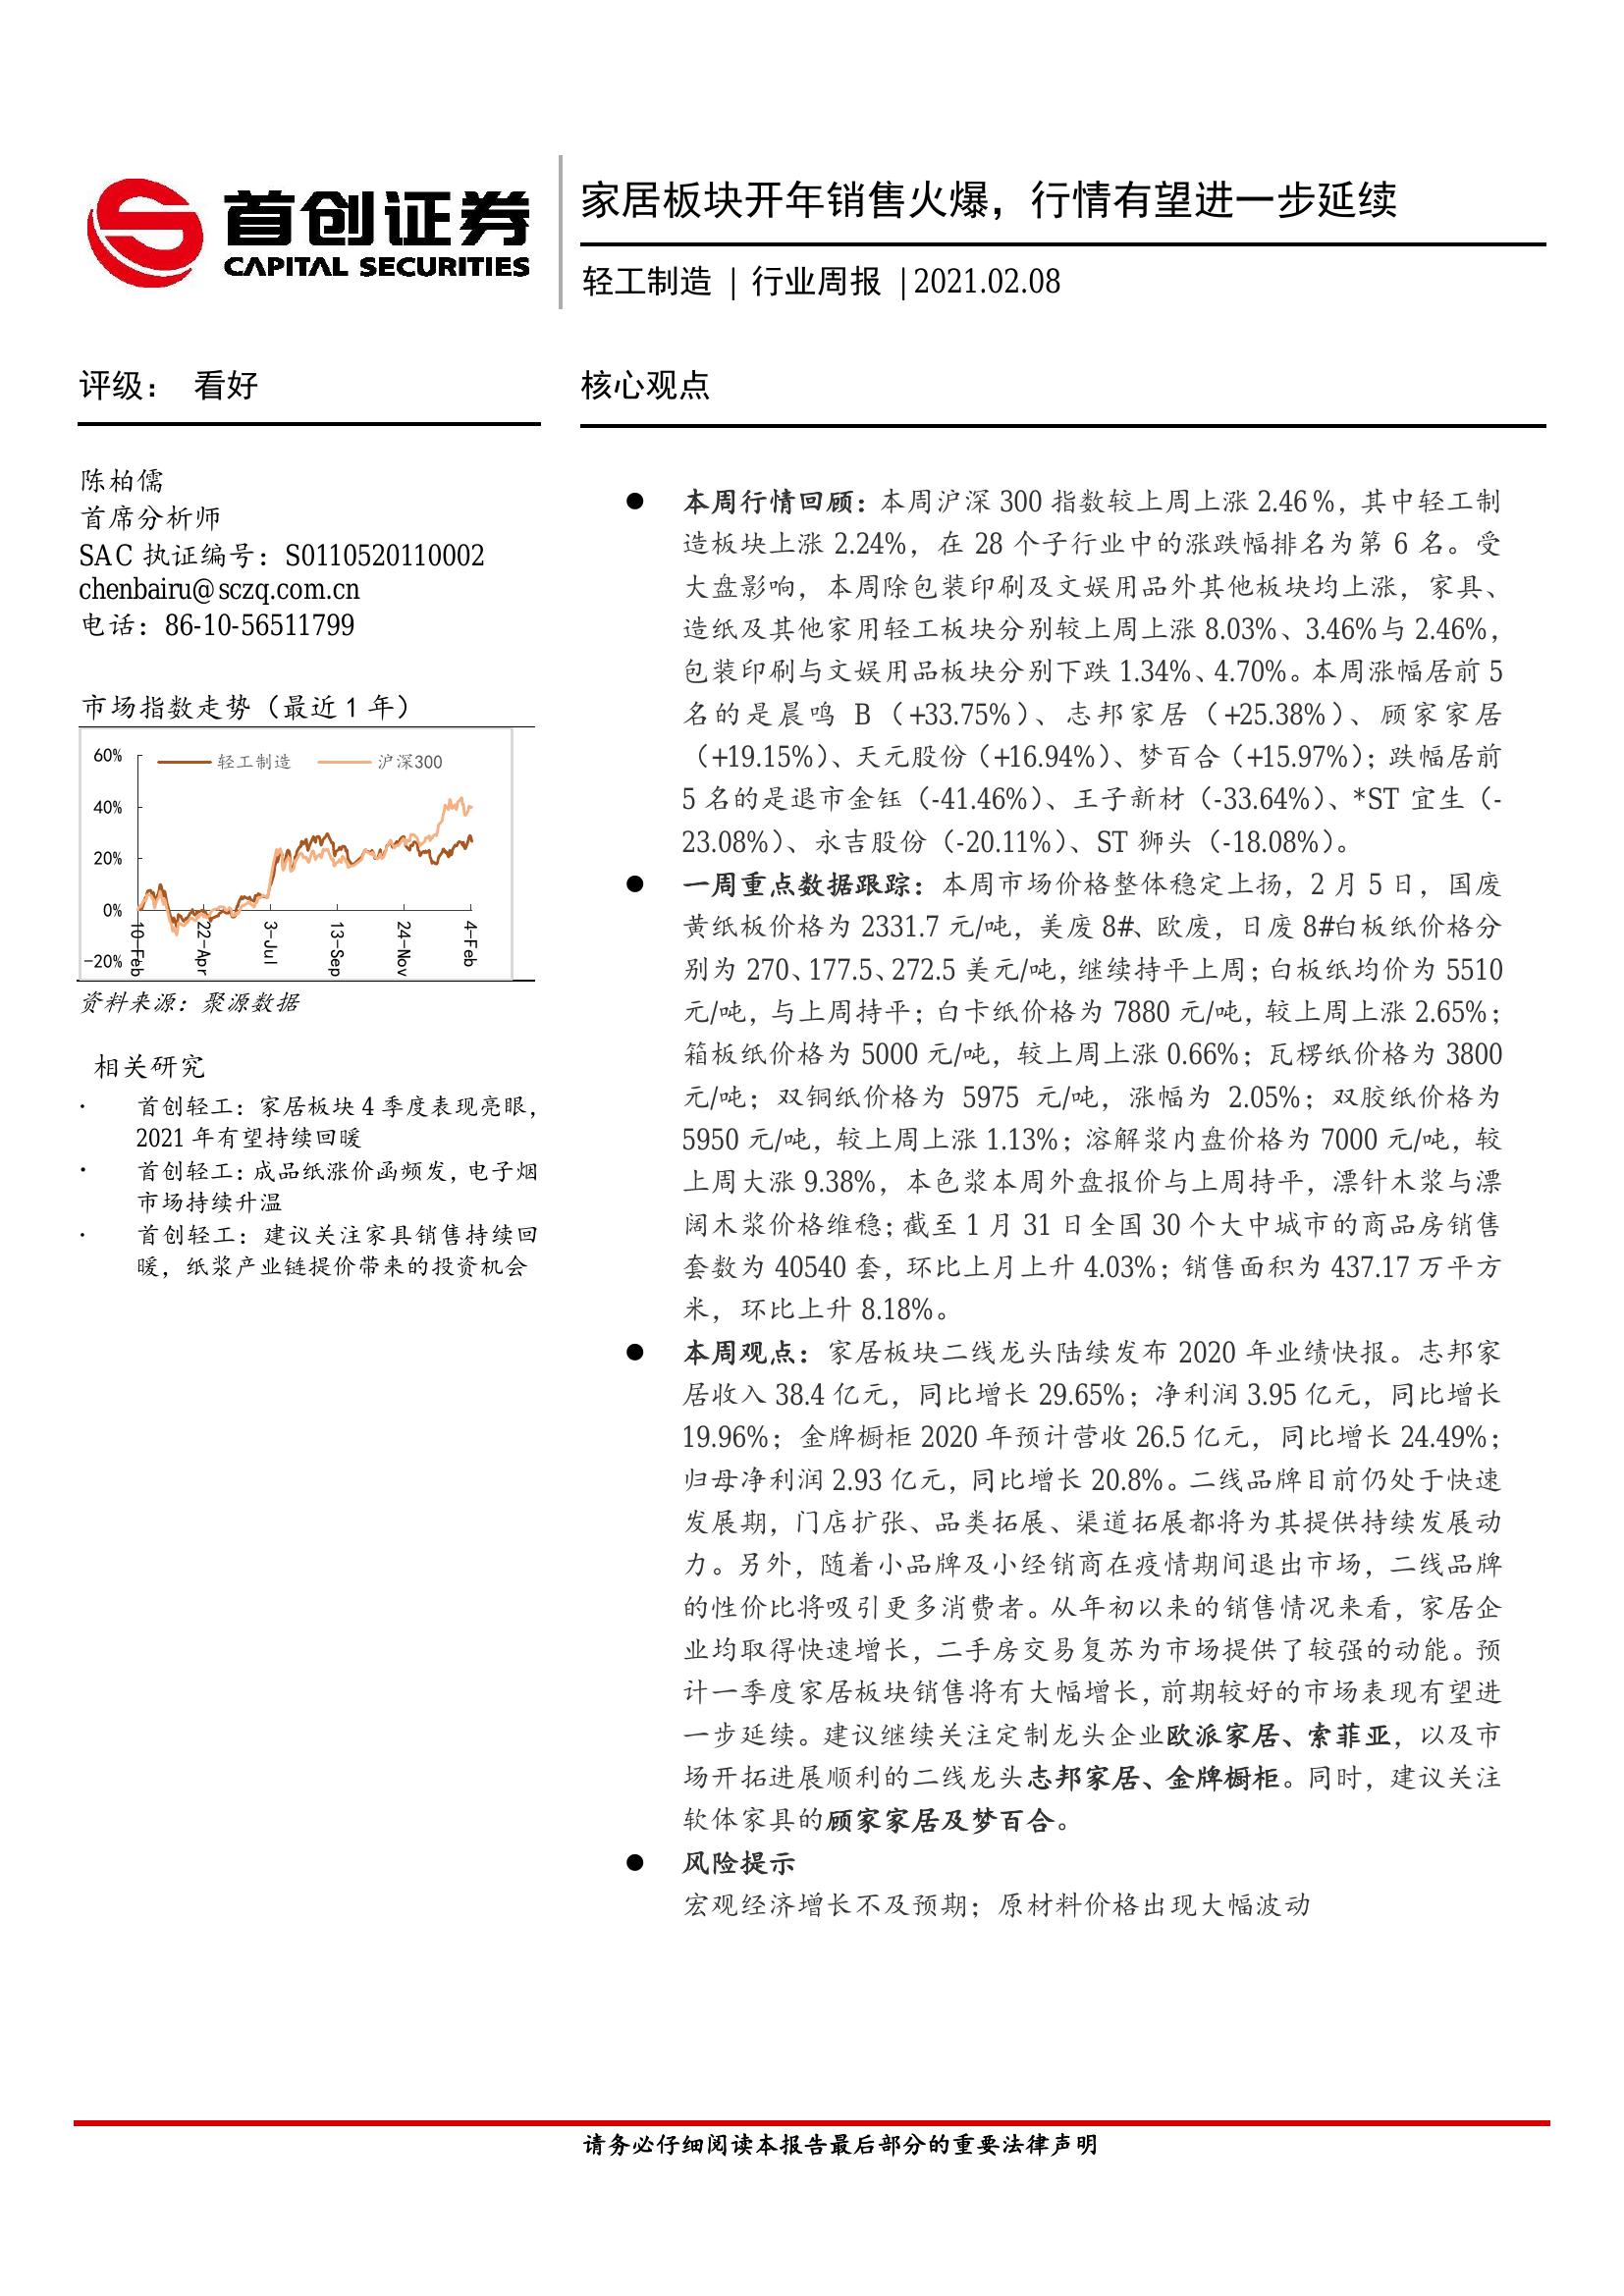 首创证券
CAPITAL SECURITIES
家居板块开年销售火爆，行情有望进一步延续
轻工制造 | 行业周报 |2021.02.08
评级： 看好
陈柏儒
首席分析师
SAC 执证编号：S0110520110002
chenbairu@sczq.com.cn
电话：86-10-56511799
市场指数走势（最近 1 年）
轻工制造 沪深300
60%
40%
20%
0%
-20%
10-Feb
22-Apr
3-Jul
13-Sep
24-Nov
4-Feb
资料来源：聚源数据
相关研究
· 首创轻工：家居板块 4 季度表现亮眼，
2021 年有望持续回暖
· 首创轻工：成品纸涨价函频发，电子烟
市场持续升温
· 首创轻工：建议关注家具销售持续回
暖，纸浆产业链提价带来的投资机会
核心观点
● 本周行情回顾：本周沪深 300 指数较上周上涨 2.46%，其中轻工制
造板块上涨 2.24%，在 28 个子行业中的涨跌幅排名为第 6 名。受
大盘影响，本周除包装印刷及文娱用品外其他板块均上涨，家具、
造纸及其他家用轻工板块分别较上周上涨 8.03%、3.46%与 2.46%，
包装印刷与文娱用品板块分别下跌 1.34%、4.70%。本周涨幅居前 5
名的是晨鸣 B（+33.75%）、志邦家居（+25.38%）、顾家家居
（+19.15%）、天元股份（+16.94%）、梦百合（+15.97%）；跌幅居前
5 名的是退市金钰（-41.46%）、王子新材（-33.64%）、*ST 宜生（-
23.08%）、永吉股份（-20.11%）、ST 狮头（-18.08%）。
● 一周重点数据跟踪：本周市场价格整体稳定上扬，2 月 5 日，国废
黄纸板价格为 2331.7 元/吨，美废 8#、欧废，日废 8#白板纸价格分
别为 270、177.5、272.5 美元/吨，继续持平上周；白板纸均价为 5510
元/吨，与上周持平；白卡纸价格为 7880 元/吨，较上周上涨 2.65%；
箱板纸价格为 5000 元/吨，较上周上涨 0.66%；瓦楞纸价格为 3800
元/吨；双铜纸价格为 5975 元/吨，涨幅为 2.05%；双胶纸价格为
5950 元/吨，较上周上涨 1.13%；溶解浆内盘价格为 7000 元/吨，较
上周大涨 9.38%，本色浆本周外盘报价与上周持平，漂针木浆与漂
阔木浆价格维稳；截至 1 月 31 日全国 30 个大中城市的商品房销售
套数为 40540 套，环比上月上升 4.03%；销售面积为 437.17 万平方
米，环比上升 8.18%。
● 本周观点：家居板块二线龙头陆续发布 2020 年业绩快报。志邦家
居收入 38.4 亿元，同比增长 29.65%；净利润 3.95 亿元，同比增长
19.96%；金牌橱柜 2020 年预计营收 26.5 亿元，同比增长 24.49%；
归母净利润 2.93 亿元，同比增长 20.8%。二线品牌目前仍处于快速
发展期，门店扩张、品类拓展、渠道拓展都将为其提供持续发展动
力。另外，随着小品牌及小经销商在疫情期间退出市场，二线品牌
的性价比将吸引更多消费者。从年初以来的销售情况来看，家居企
业均取得快速增长，二手房交易复苏为市场提供了较强的动能。预
计一季度家居板块销售将有大幅增长，前期较好的市场表现有望进
一步延续。建议继续关注定制龙头企业欧派家居、索菲亚，以及市
场开拓进展顺利的二线龙头志邦家居、金牌橱柜。同时，建议关注
软体家具的顾家家居及梦百合。
● 风险提示
宏观经济增长不及预期；原材料价格出现大幅波动
请务必仔细阅读本报告最后部分的重要法律声明